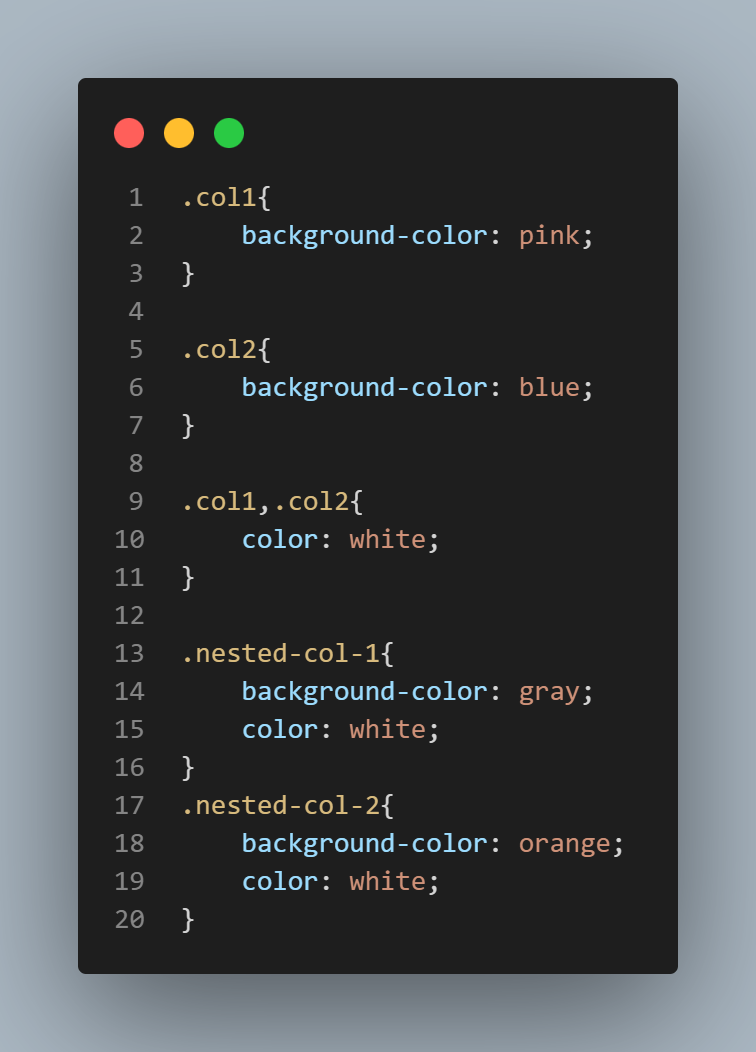 1 .col1{
2     background-color: pink;
3 }
4
5 .col2{
6     background-color: blue;
7 }
8
9 .col1,.col2{
10     color: white;
11 }
12
13 .nested-col-1{
14     background-color: gray;
15     color: white;
16 }
17 .nested-col-2{
18     background-color: orange;
19     color: white;
20 }